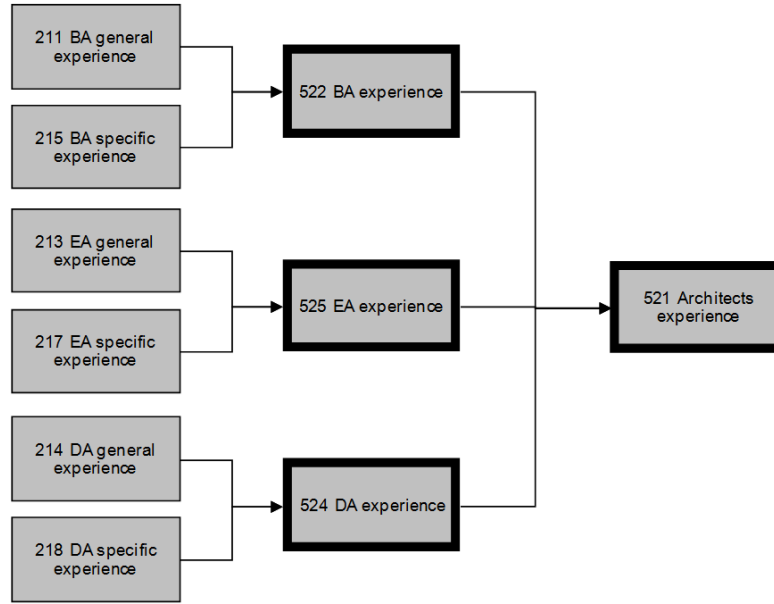 211 BA general
experience
215 BA specific
experience
522 BA experience
213 EA general
experience
217 EA specific
experience
525 EA experience
521 Architects
experience
214 DA general
experience
218 DA specific
experience
524 DA experience